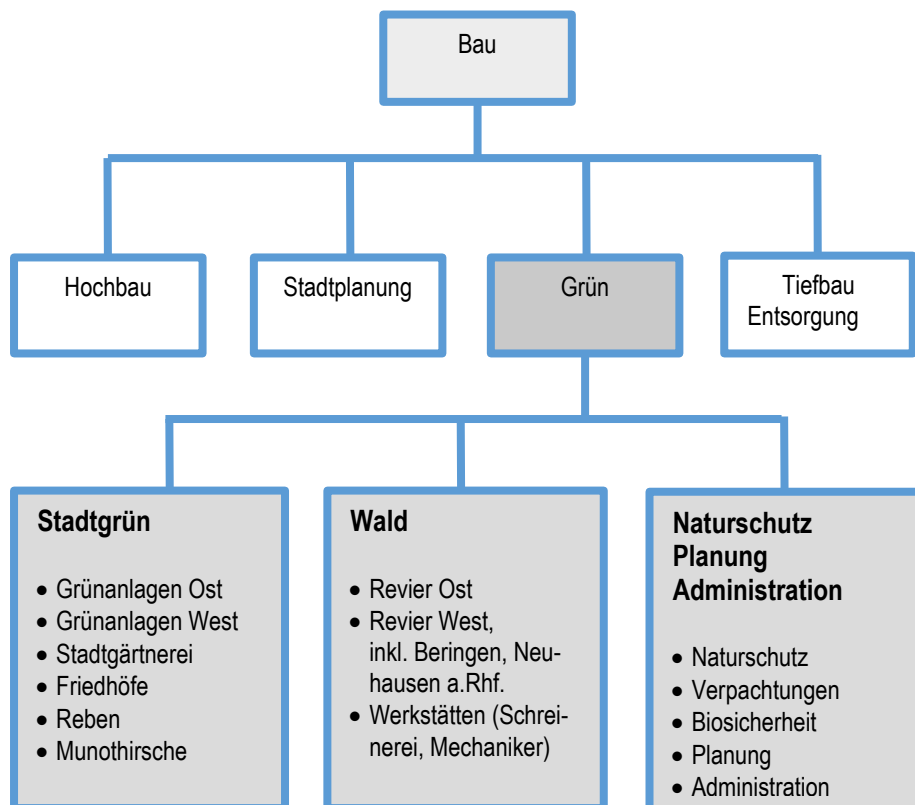 Bau
Hochbau
Stadtplanung
Grün
Tiefbau
Entsorgung
Stadtgrün
• Grünanlagen Ost
• Grünanlagen West
• Stadtgärtnerei
• Friedhöfe
• Reben
• Munothirsche
Wald
• Revier Ost
• Revier West,
inkl. Beringen, Neu-
hausen a.Rhf.
• Werkstätten (Schrei-
nerei, Mechaniker)
Naturschutz
Planung
Administration
• Naturschutz
• Verpachtungen
• Biosicherheit
• Planung
• Administration